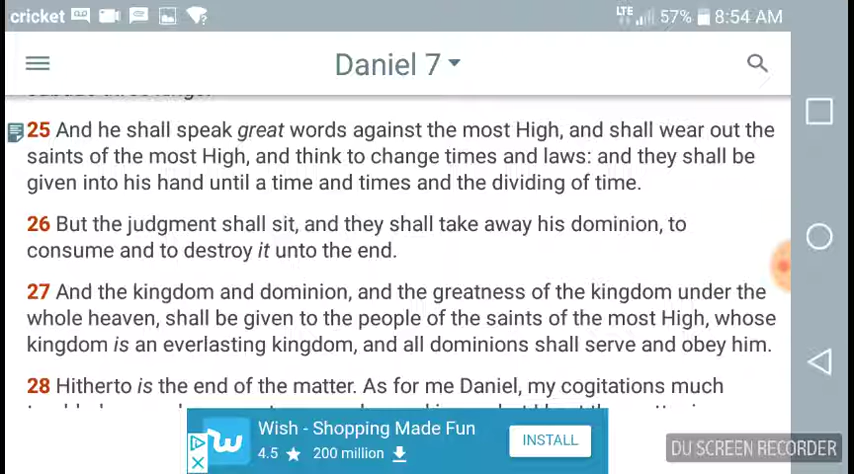 cricket LTE 57% 8:54 AM
Daniel 7
25 And he shall speak great words against the most High, and shall wear out the
saints of the most High, and think to change times and laws: and they shall be
given into his hand until a time and times and the dividing of time.
26 But the judgment shall sit, and they shall take away his dominion, to
consume and to destroy it unto the end.
27 And the kingdom and dominion, and the greatness of the kingdom under the
whole heaven, shall be given to the people of the saints of the most High, whose
kingdom is an everlasting kingdom, and all dominions shall serve and obey him.
28 Hitherto is the end of the matter. As for me Daniel, my cogitations much
Wish - Shopping Made Fun
4.5 ★ 200 million
INSTALL
DU SCREEN RECORDER